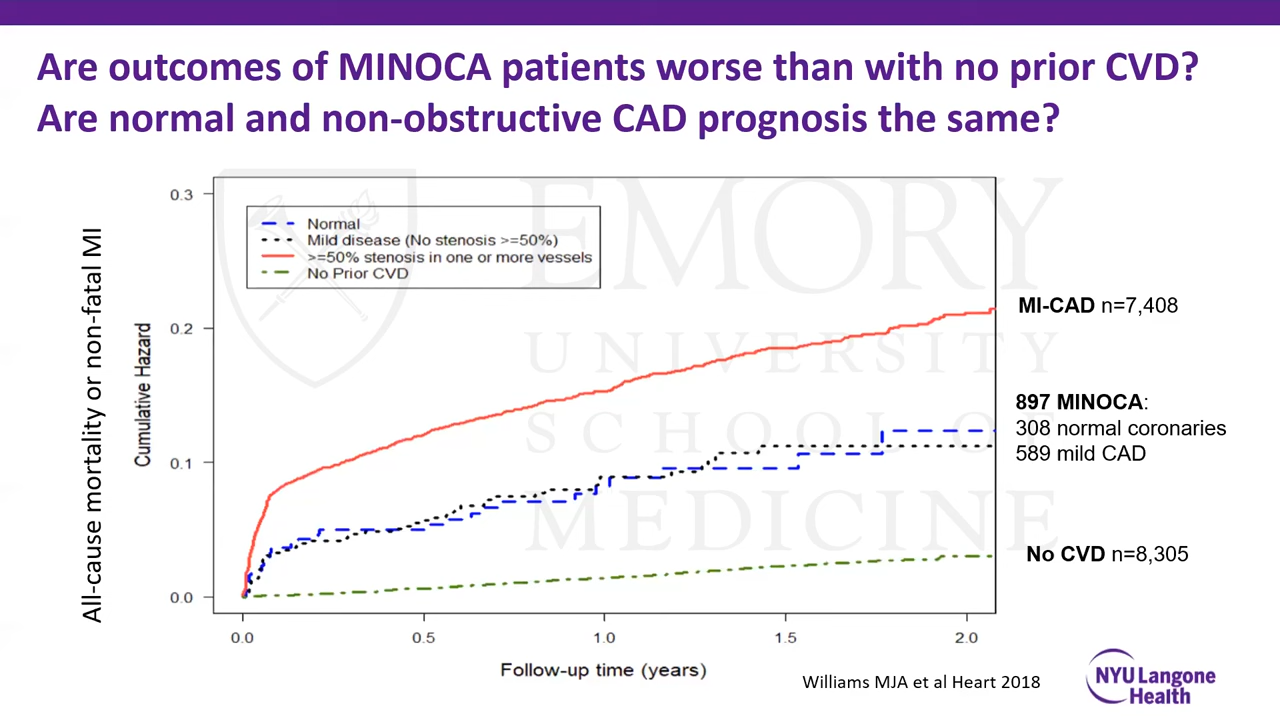 Are outcomes of MINOCA patients worse than with no prior CVD?
Are normal and non-obstructive CAD prognosis the same?
EMORY
UNIVERSITY
SCHOOL OF
MEDICINE
All-cause mortality or non-fatal MI
Cumulative Hazard
0.3
0.2
0.1
0.0
Normal
Mild disease (No stenosis >=50%)
>=50% stenosis in one or more vessels
No Prior CVD
MI-CAD n=7,408
897 MINOCA:
308 normal coronaries
589 mild CAD
No CVD n=8,305
0.0 0.5 1.0 1.5 2.0
Follow-up time (years)
Williams MJA et al Heart 2018
NYU Langone
Health